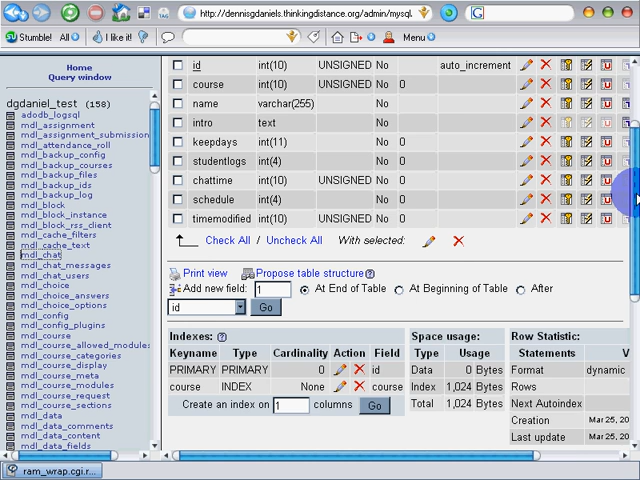 http://dennisgdaniels.thinkingdistance.org/admin/mysql.
Stumble! All I like it! Menu
Home
Query window
dgdaniel_test (158)
adodb_logsql
mdl_assignment
mdl_assignment_submission
mdl_attendance_roll
mdl_backup_config
mdl_backup_courses
mdl_backup_files
mdl_backup_ids
mdl_backup_log
mdl_block
mdl_block_instance
mdl_block_rss_client
mdl_cache_filters
mdl_cache_text
mdl_chat
mdl_chat_messages
mdl_chat_users
mdl_choice
mdl_choice_answers
mdl_choice_options
mdl_config
mdl_config_plugins
mdl_course
mdl_course_allowed_modules
mdl_course_categories
mdl_course_display
mdl_course_meta
mdl_course_modules
mdl_course_request
mdl_course_sections
mdl_data
mdl_data_comments
mdl_data_content
mdl_data_fields
id int(10) UNSIGNED No auto_increment
course int(10) UNSIGNED No 0
name varchar(255) No
intro text No
keepdays int(11) No 0
studentlogs int(4) No 0
chattime int(10) UNSIGNED No 0
schedule int(4) No 0
timemodified int(10) UNSIGNED No 0
Check All / Uncheck All With selected:
Print view Propose table structure
Add new field: 1 At End of Table At Beginning of Table After
id Go
Indexes:
Keyname Type Cardinality Action Field
PRIMARY PRIMARY 0 id
course INDEX None course
Create an index on 1 columns Go
Space usage:
Type Usage
Data 0 Bytes
Index 1,024 Bytes
Total 1,024 Bytes
Row Statistic:
Statements V
Format dynamic
Rows
Next Autoindex
Creation Mar 25, 20
Last update Mar 25, 20
ram_wrap.cgi.r...